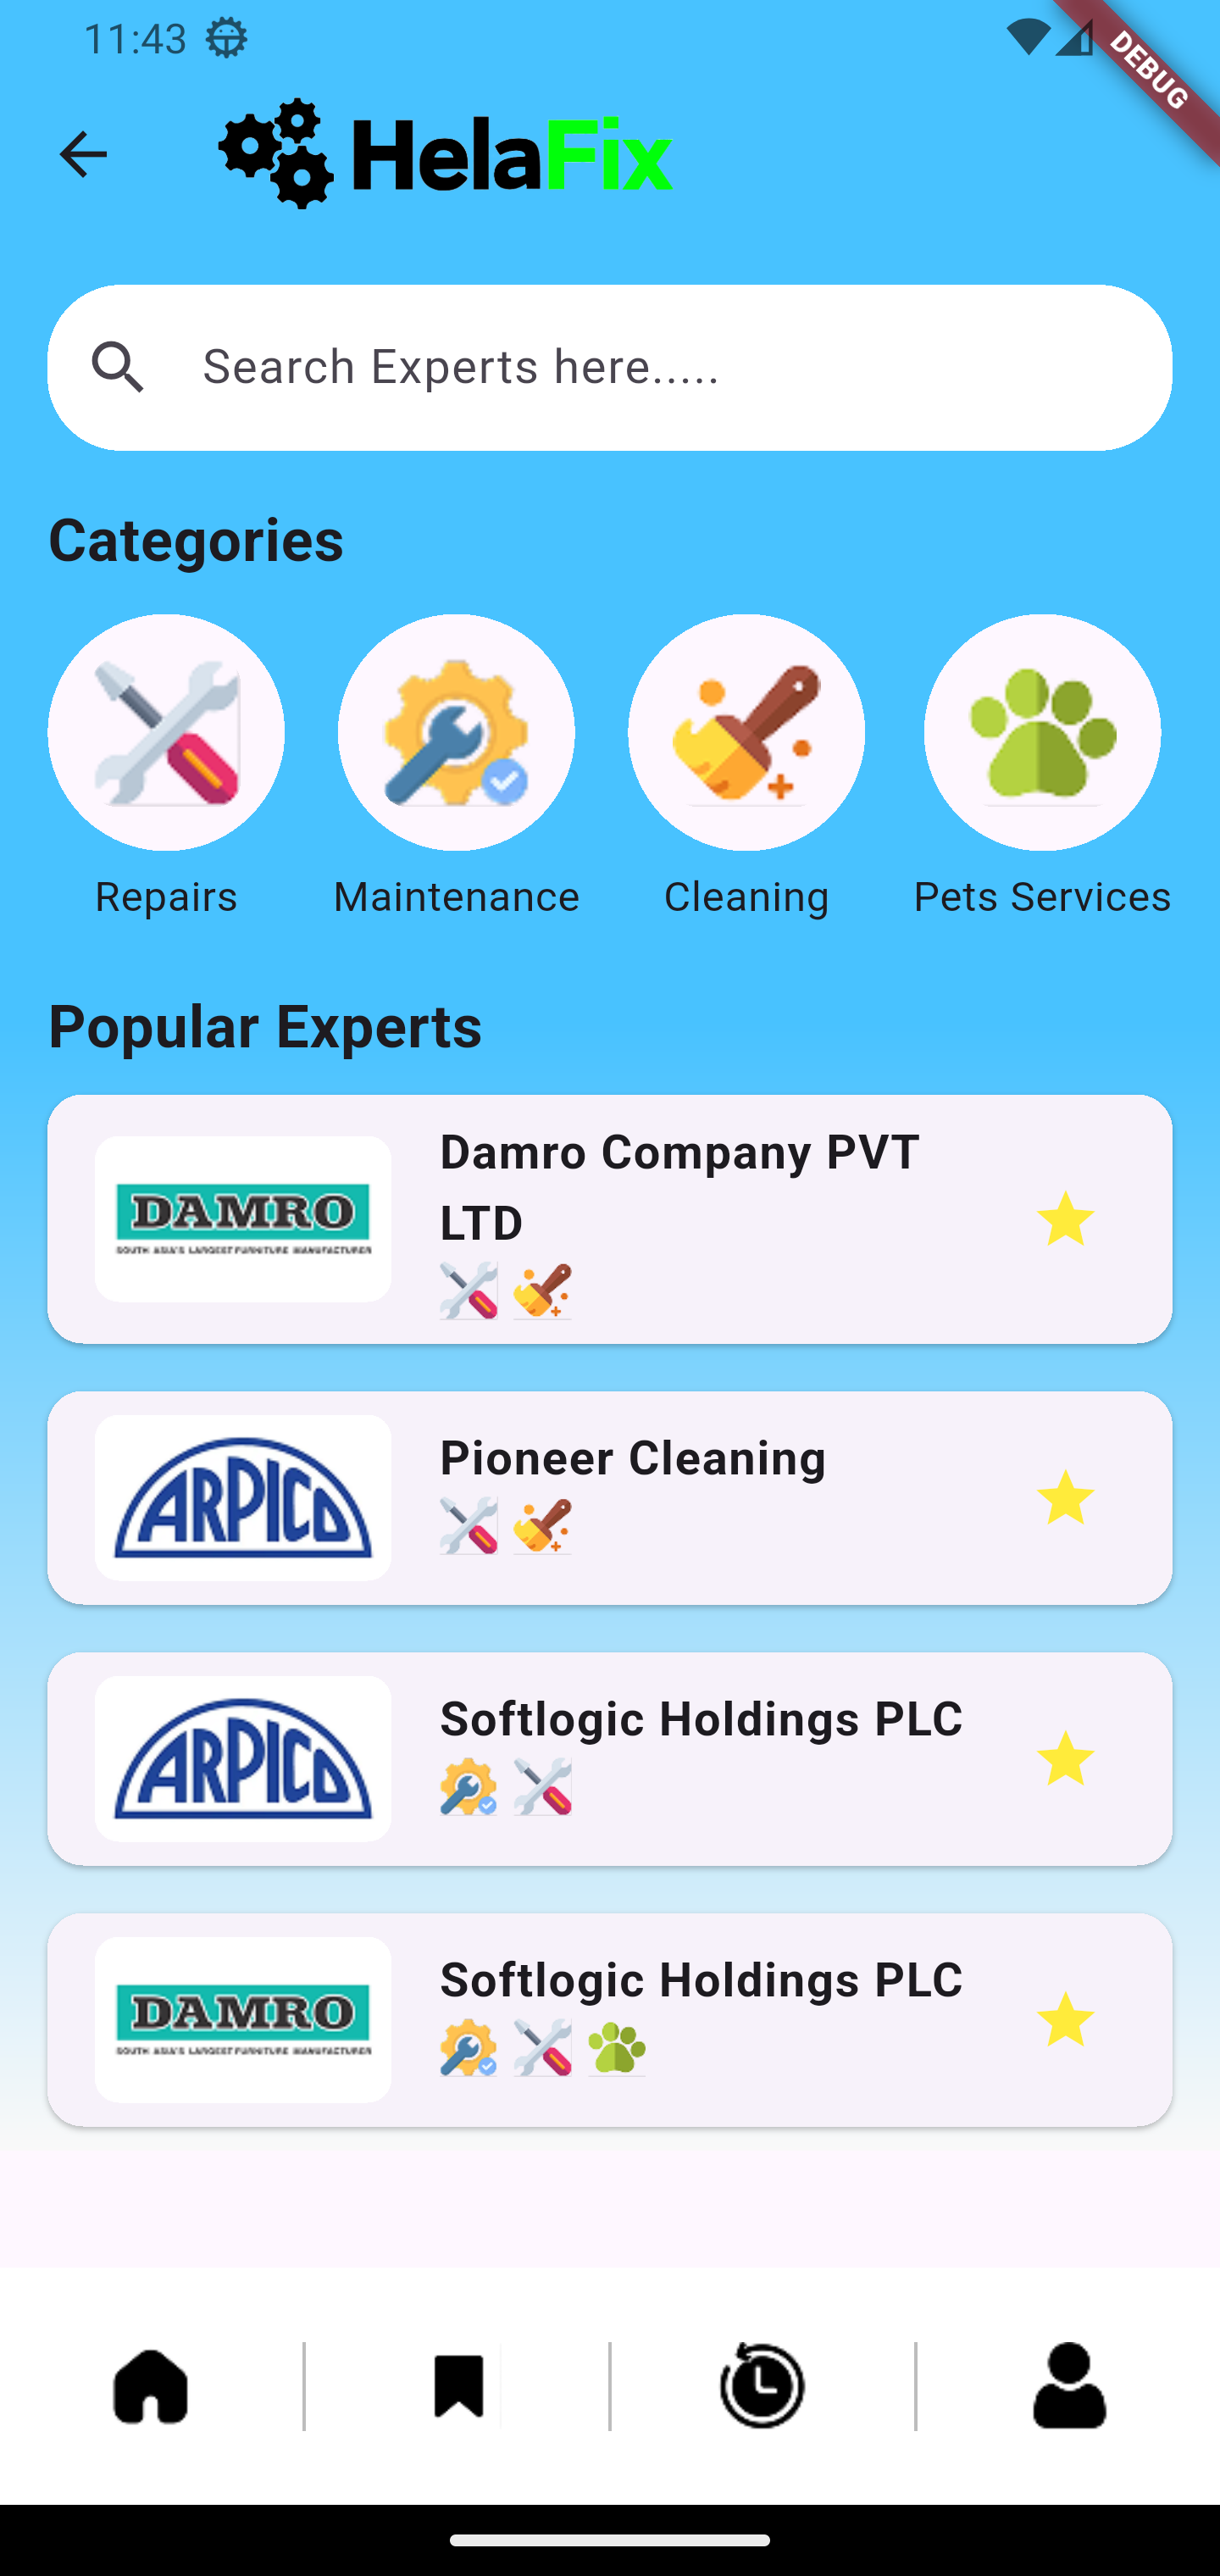 11:43
DEBUG
HelaFix
Search Experts here.....
Categories
Repairs
Maintenance
Cleaning
Pets Services
Popular Experts
DAMRO
SOUTH ASIA'S LARGEST FURNITURE MANUFACTURER
Damro Company PVT
LTD
ARPICO
Pioneer Cleaning
ARPICO
Softlogic Holdings PLC
DAMRO
SOUTH ASIA'S LARGEST FURNITURE MANUFACTURER
Softlogic Holdings PLC